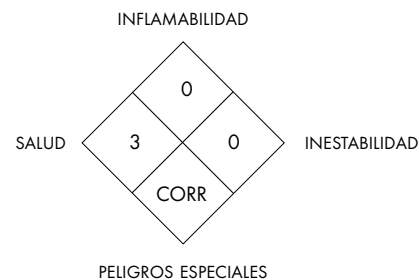 INFLAMABILIDAD
0
SALUD 3 0 INESTABILIDAD
CORR
PELIGROS ESPECIALES